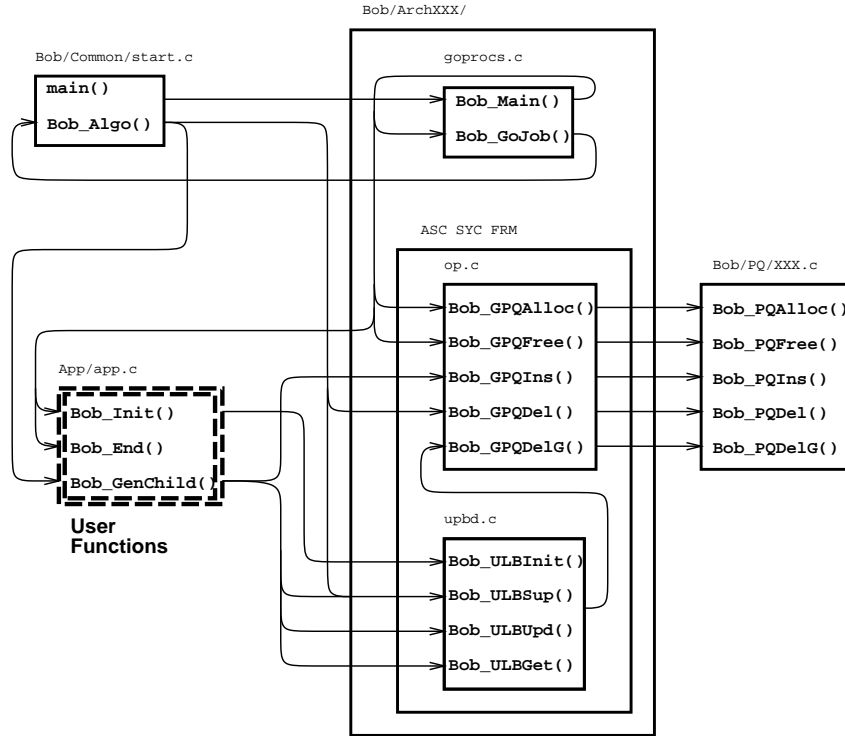 Bob/ArchXXX/
Bob/Common/start.c
main()
Bob_Algo()
goprocs.c
Bob_Main()
Bob_GoJob()
ASC SYC FRM
op.c
Bob_GPQAlloc()
Bob_GPQFree()
Bob_GPQIns()
Bob_GPQDel()
Bob_GPQDelG()
Bob/PQ/XXX.c
Bob_PQAlloc()
Bob_PQFree()
Bob_PQIns()
Bob_PQDel()
Bob_PQDelG()
App/app.c
Bob_Init()
Bob_End()
Bob_GenChild()
User
Functions
upbd.c
Bob_ULBInit()
Bob_ULBSup()
Bob_ULBUpd()
Bob_ULBGet()